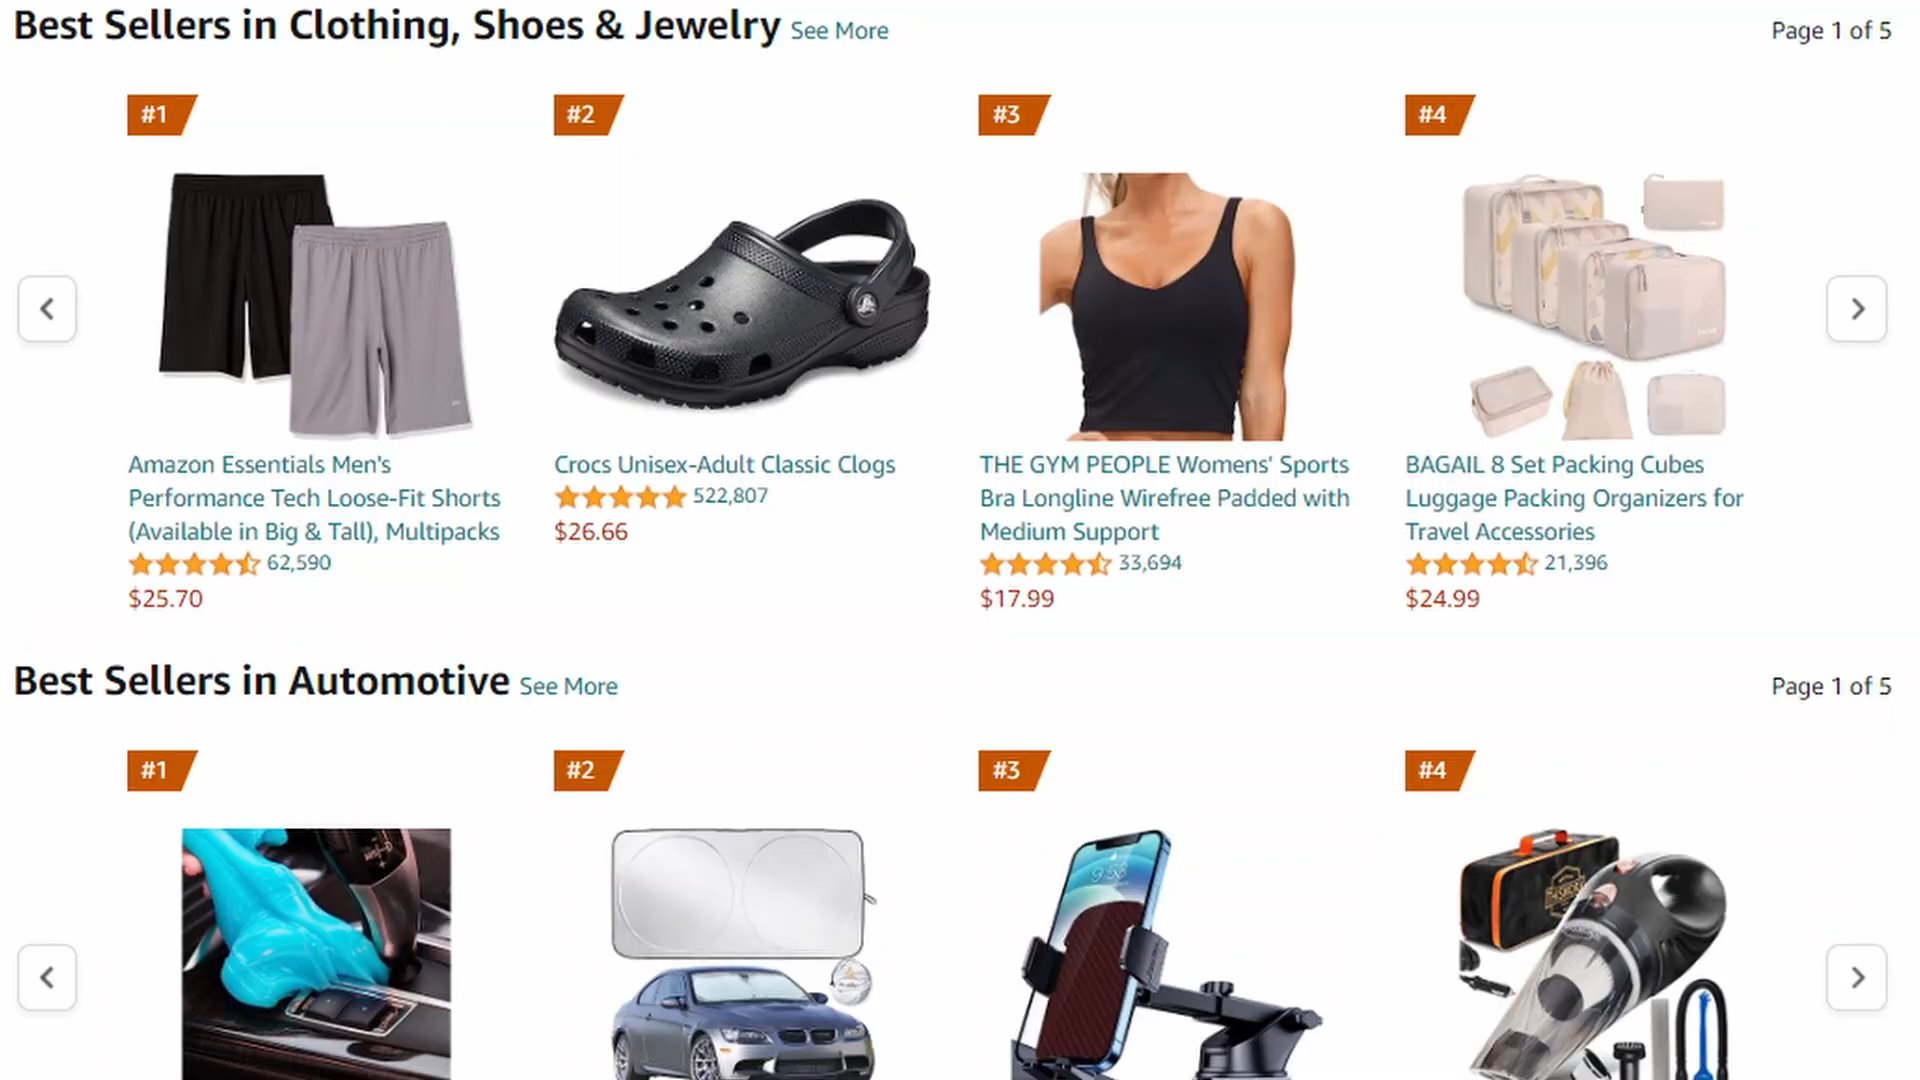 Best Sellers in Clothing, Shoes & Jewelry See More
Page 1 of 5
#1
#2
#3
#4
Amazon Essentials Men's
Performance Tech Loose-Fit Shorts
(Available in Big & Tall), Multipacks
62,590
$25.70
Crocs Unisex-Adult Classic Clogs
522,807
$26.66
THE GYM PEOPLE Womens' Sports
Bra Longline Wirefree Padded with
Medium Support
33,694
$17.99
BAGAIL 8 Set Packing Cubes
Luggage Packing Organizers for
Travel Accessories
21,396
$24.99
Best Sellers in Automotive See More
Page 1 of 5
#1
#2
#3
#4
9:58